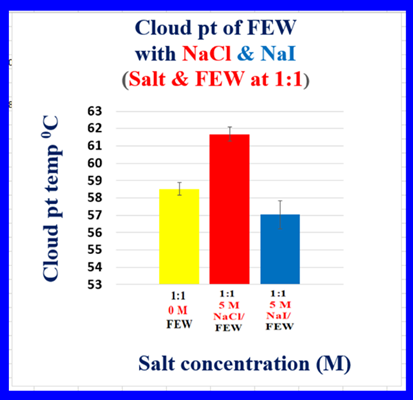 Cloud pt of FEW
with NaCl & NaI
(Salt & FEW at 1:1)
Cloud pt temp ⁰C
63
62
61
60
59
58
57
56
55
54
53
1:1
0 M
FEW
1:1
5 M
NaCl/
FEW
1:1
5 M
NaI/
FEW
Salt concentration (M)